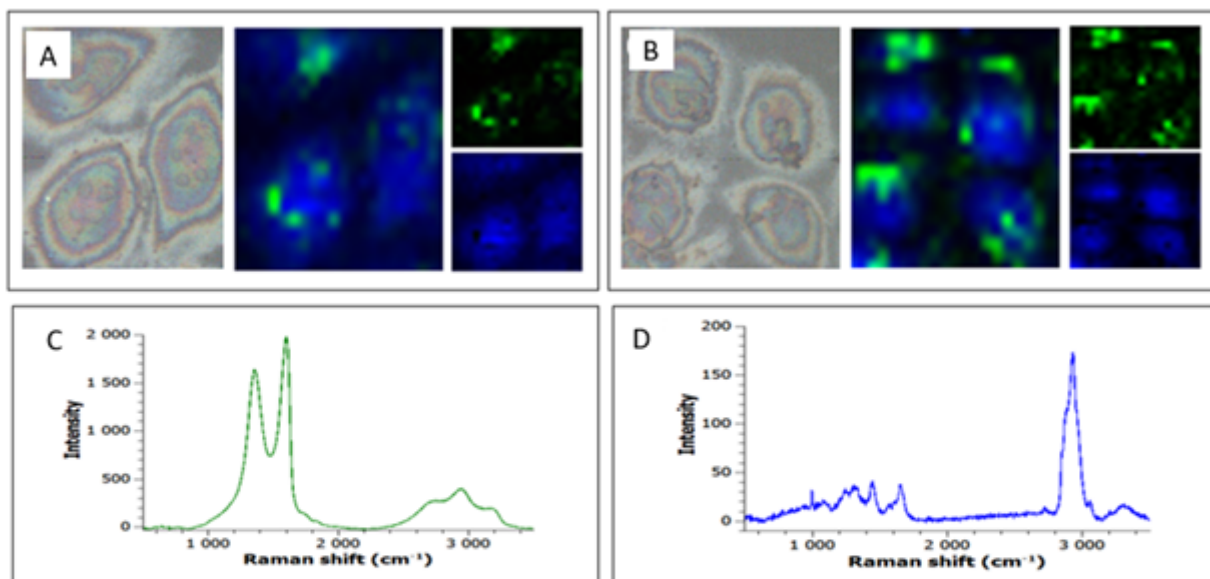 A
B
C
2 000
1 500
1 000
500
0
Intensity
1 000 2 000 3 000
Raman shift (cm⁻¹)
D
200
150
100
50
0
Intensity
1 000 2 000 3 000
Raman shift (cm⁻¹)